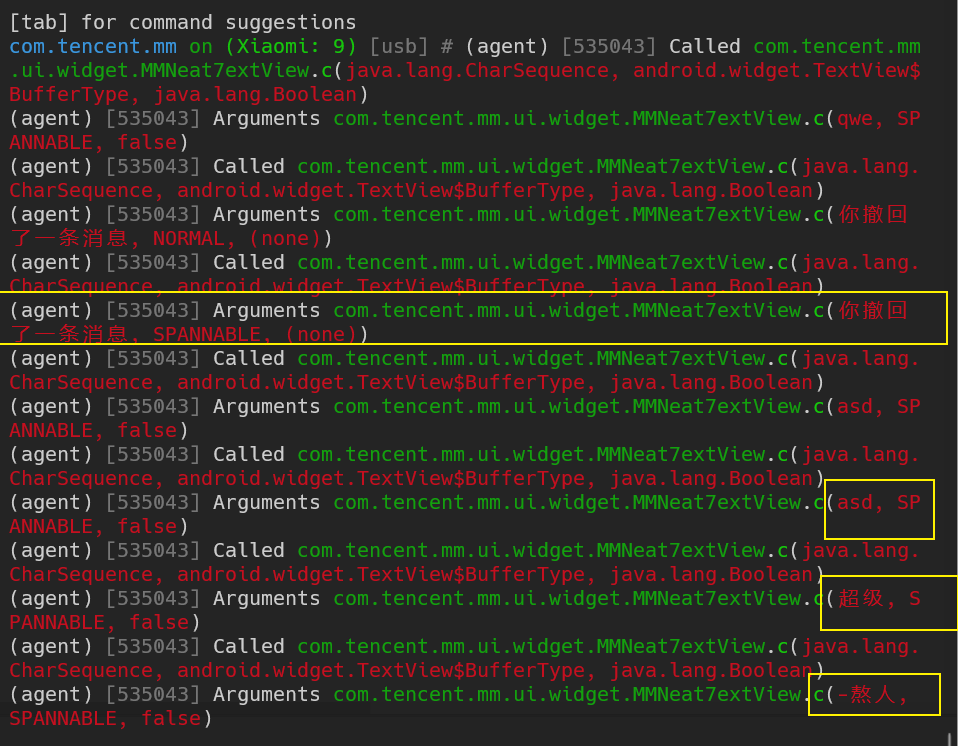 [tab] for command suggestions
com.tencent.mm on (Xiaomi: 9) [usb] # (agent) [535043] Called com.tencent.mm
.ui.widget.MMNeat7extView.c(java.lang.CharSequence, android.widget.TextView$
BufferType, java.lang.Boolean)
(agent) [535043] Arguments com.tencent.mm.ui.widget.MMNeat7extView.c(qwe, SP
ANNABLE, false)
(agent) [535043] Called com.tencent.mm.ui.widget.MMNeat7extView.c(java.lang.
CharSequence, android.widget.TextView$BufferType, java.lang.Boolean)
(agent) [535043] Arguments com.tencent.mm.ui.widget.MMNeat7extView.c(你撤回
了一条消息, NORMAL, (none))
(agent) [535043] Called com.tencent.mm.ui.widget.MMNeat7extView.c(java.lang.
CharSequence, android.widget.TextView$BufferType, java.lang.Boolean)
(agent) [535043] Arguments com.tencent.mm.ui.widget.MMNeat7extView.c(你撤回
了一条消息, SPANNABLE, (none))
(agent) [535043] Called com.tencent.mm.ui.widget.MMNeat7extView.c(java.lang.
CharSequence, android.widget.TextView$BufferType, java.lang.Boolean)
(agent) [535043] Arguments com.tencent.mm.ui.widget.MMNeat7extView.c(asd, SP
ANNABLE, false)
(agent) [535043] Called com.tencent.mm.ui.widget.MMNeat7extView.c(java.lang.
CharSequence, android.widget.TextView$BufferType, java.lang.Boolean)
(agent) [535043] Arguments com.tencent.mm.ui.widget.MMNeat7extView.c(asd, SP
ANNABLE, false)
(agent) [535043] Called com.tencent.mm.ui.widget.MMNeat7extView.c(java.lang.
CharSequence, android.widget.TextView$BufferType, java.lang.Boolean)
(agent) [535043] Arguments com.tencent.mm.ui.widget.MMNeat7extView.c(超级, S
PANNABLE, false)
(agent) [535043] Called com.tencent.mm.ui.widget.MMNeat7extView.c(java.lang.
CharSequence, android.widget.TextView$BufferType, java.lang.Boolean)
(agent) [535043] Arguments com.tencent.mm.ui.widget.MMNeat7extView.c(-熬人,
SPANNABLE, false)